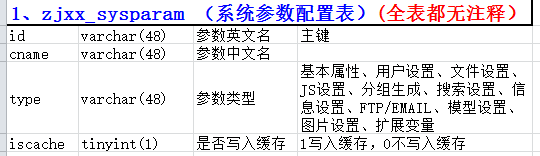 1、zjxx_sysparam （系统参数配置表）(全表都无注释)
id varchar(48) 参数英文名 主键
cname varchar(48) 参数中文名
type varchar(48) 参数类型 基本属性、用户设置、文件设置、
JS设置、分组生成、搜索设置、信
息设置、FTP/EMAIL、模型设置、
图片设置、扩展变量
iscache tinyint(1) 是否写入缓存 1写入缓存，0不写入缓存